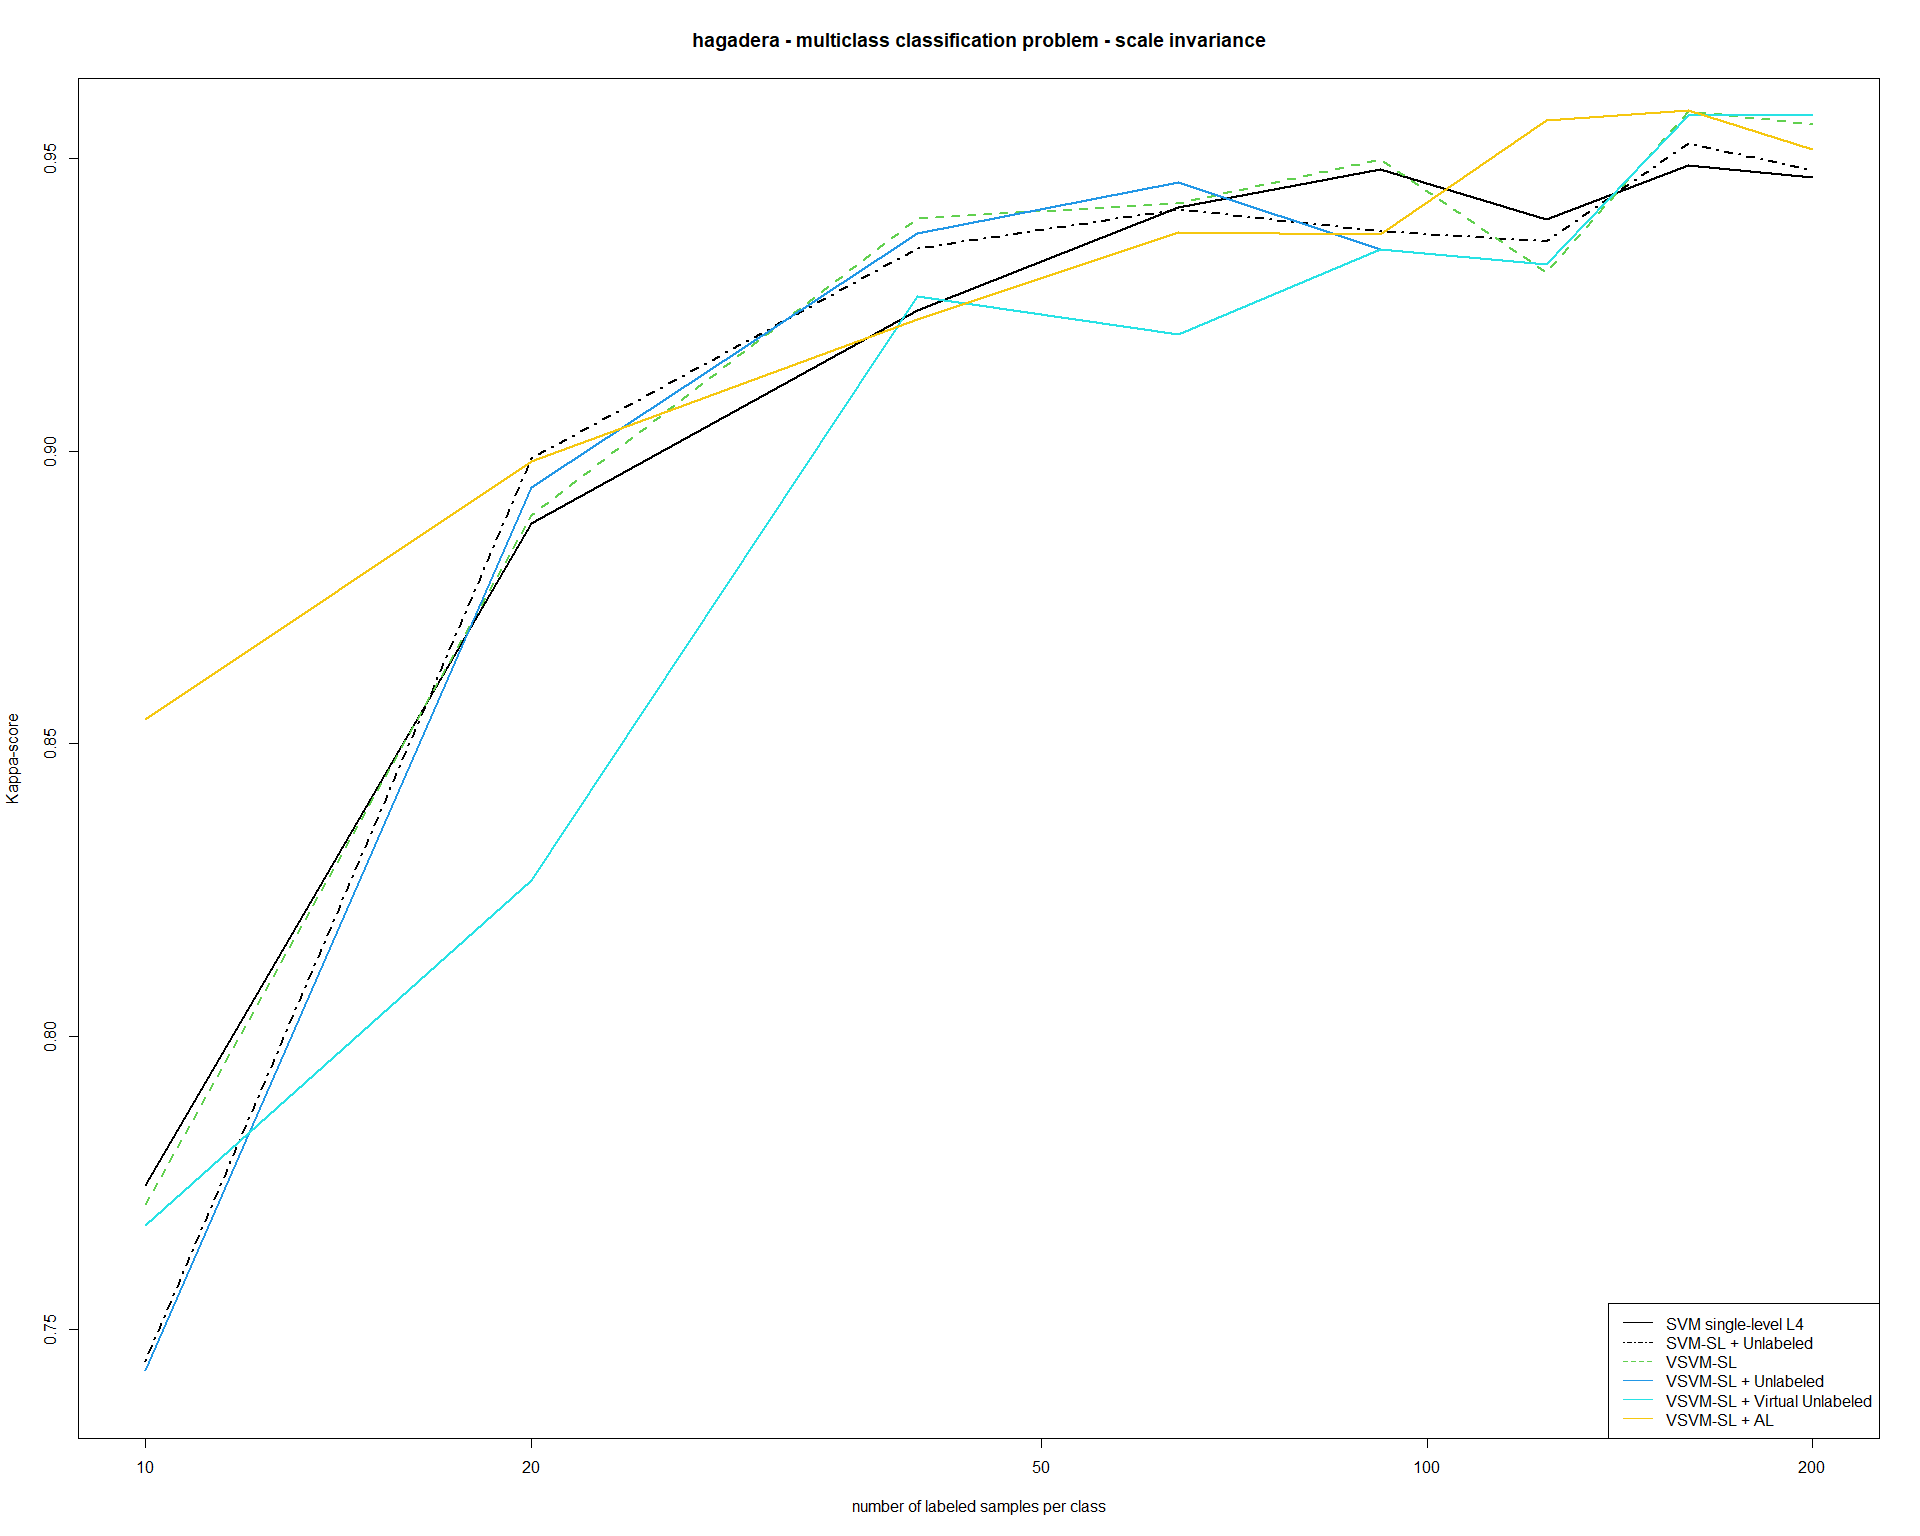 hagadera - multiclass classification problem - scale invariance
0.95
0.90
0.85
0.80
0.75
Kappa-score
SVM single-level L4
SVM-SL + Unlabeled
VSVM-SL
VSVM-SL + Unlabeled
VSVM-SL + Virtual Unlabeled
VSVM-SL + AL
10 20 50 100 200
number of labeled samples per class